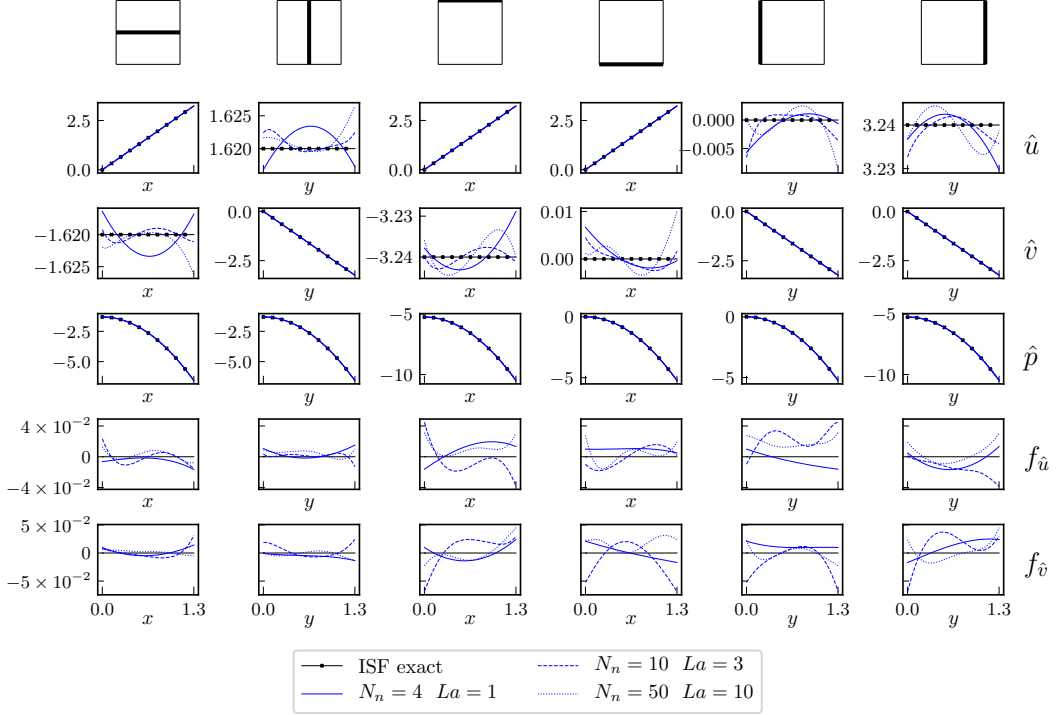 2.5
0.0
x
1.625
1.620
y
2.5
0.0
x
2.5
0.0
x
0.000
−0.005
y
3.24
3.23
y
û
−1.620
−1.625
x
0.0
−2.5
y
−3.23
−3.24
x
0.01
0.00
x
0.0
−2.5
y
0.0
−2.5
y
v̂
−2.5
−5.0
x
−2.5
−5.0
y
−5
−10
x
0
−5
x
0
−5
y
−5
−10
y
p̂
4 × 10⁻²
0
−4 × 10⁻²
x
y
x
x
y
y
f_û
5 × 10⁻²
0
−5 × 10⁻²
0.0 1.3
x
0.0 1.3
y
0.0 1.3
x
0.0 1.3
x
0.0 1.3
y
0.0 1.3
y
f_v̂
ISF exact
N_n = 4 La = 1
N_n = 10 La = 3
N_n = 50 La = 10